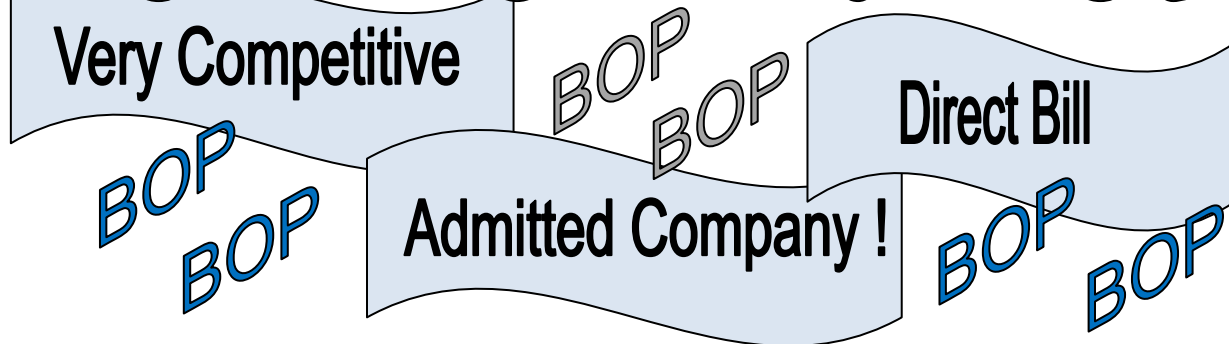 Very Competitive
BOP
BOP
Direct Bill
BOP
BOP
Admitted Company !
BOP
BOP